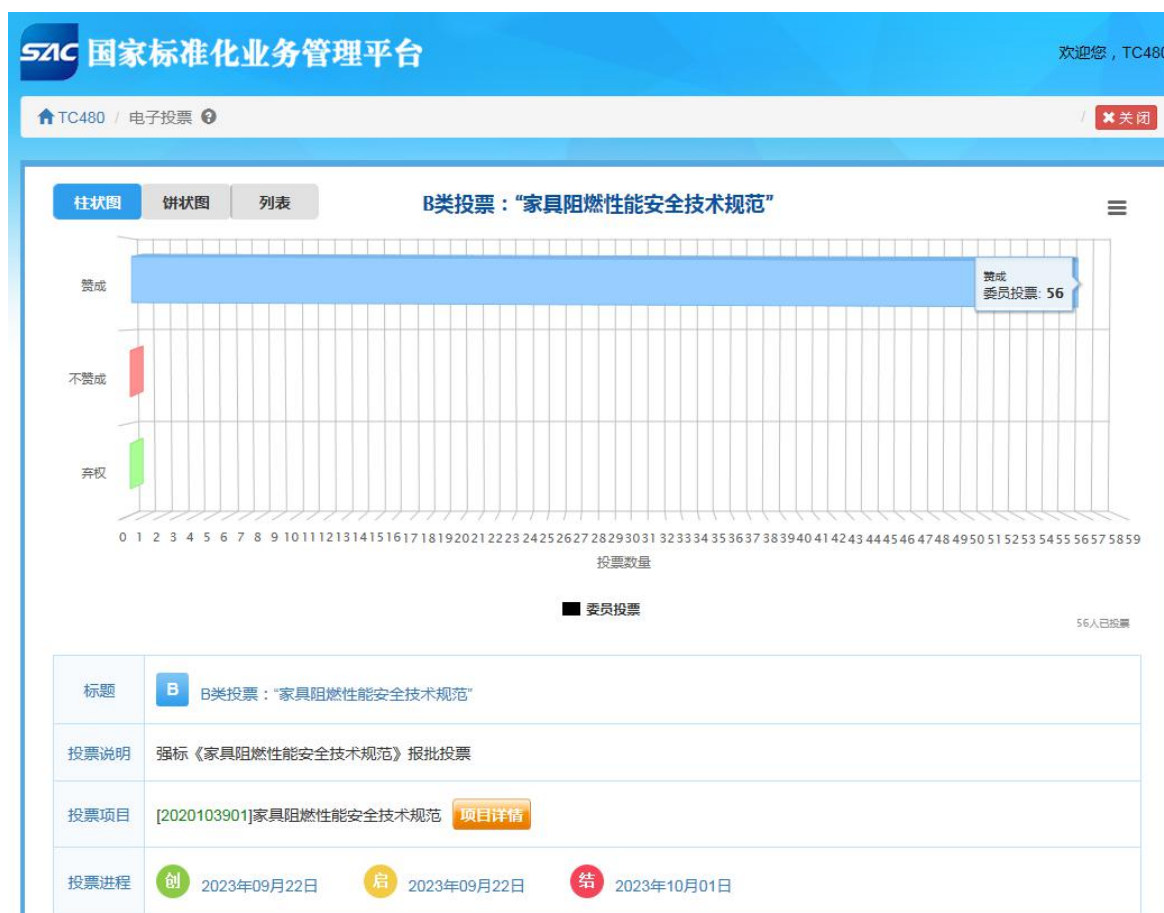 SAC 国家标准化业务管理平台
欢迎您，TC480
TC480 / 电子投票
/ 关闭
柱状图 饼状图 列表
B类投票："家具阻燃性能安全技术规范"
赞成
赞成
委员投票: 56
不赞成
弃权
0 1 2 3 4 5 6 7 8 9 10 11 12 13 14 15 16 17 18 19 20 21 22 23 24 25 26 27 28 29 30 31 32 33 34 35 36 37 38 39 40 41 42 43 44 45 46 47 48 49 50 51 52 53 54 55 56 57 58 59
投票数量
委员投票
56人已投票
标题 B B类投票："家具阻燃性能安全技术规范"
投票说明 强标《家具阻燃性能安全技术规范》报批投票
投票项目 [2020103901]家具阻燃性能安全技术规范 项目详情
投票进程 创 2023年09月22日 启 2023年09月22日 结 2023年10月01日